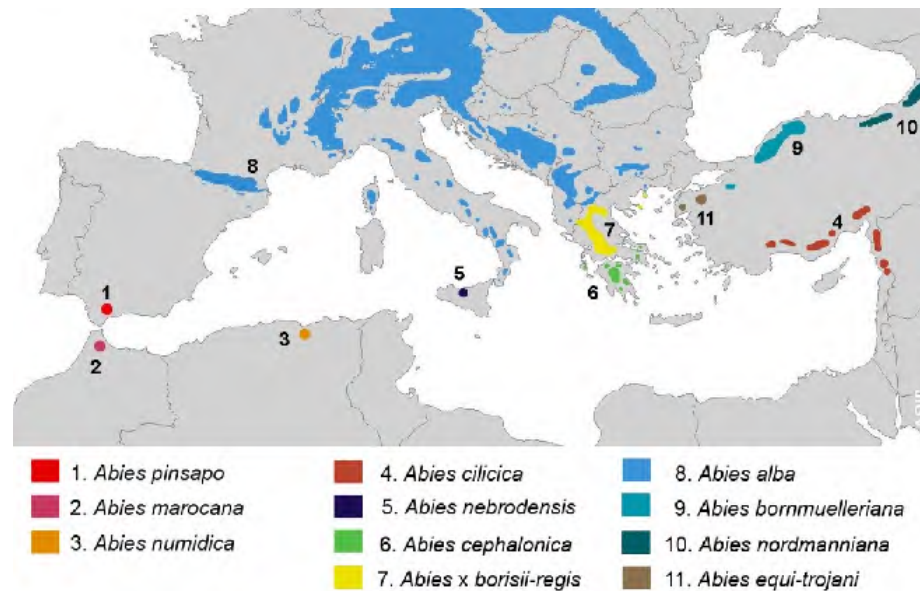 8
9
10
11
4
7
5
6
1
3
2
1. Abies pinsapo
2. Abies marocana
3. Abies numidica
4. Abies cilicica
5. Abies nebrodensis
6. Abies cephalonica
7. Abies x borisii-regis
8. Abies alba
9. Abies bornmuelleriana
10. Abies nordmanniana
11. Abies equi-trojani